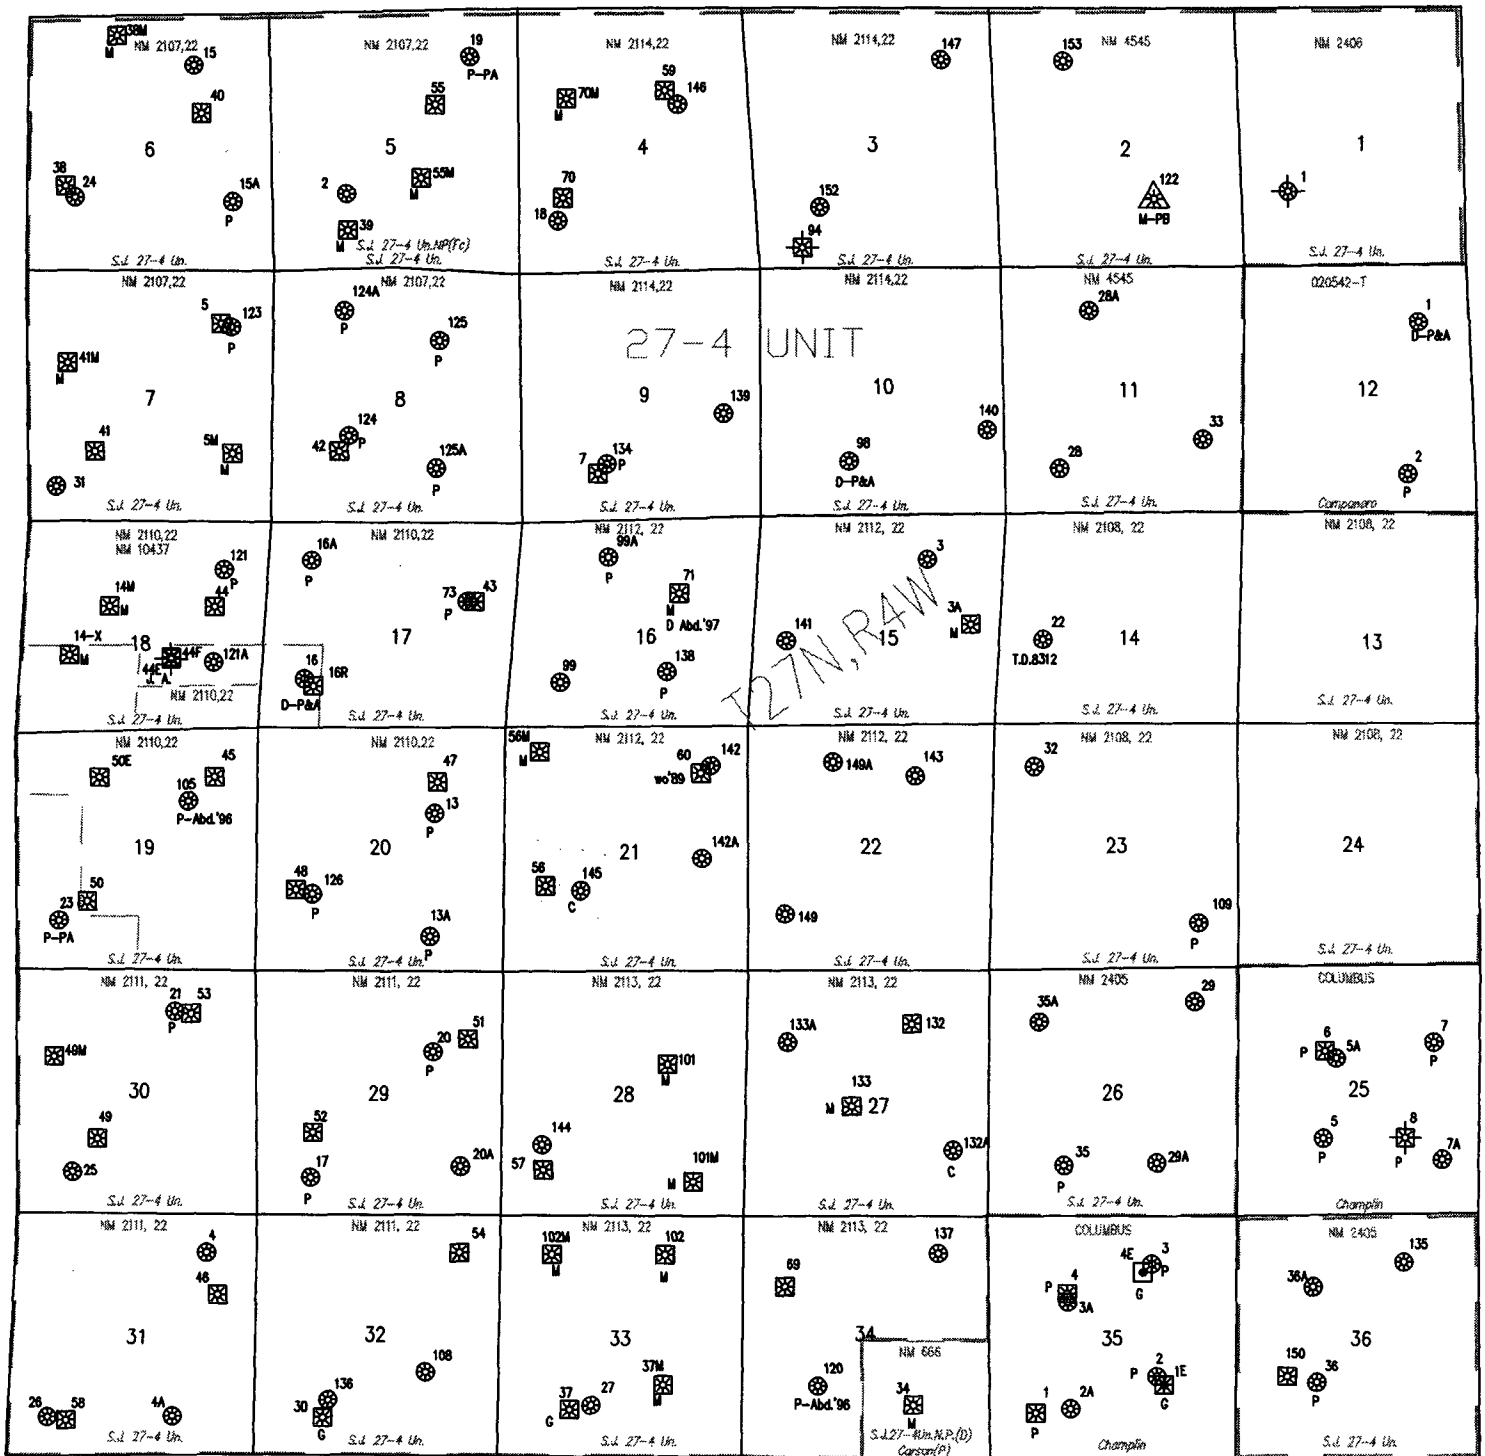 38M
M
NM 2107,22
15
40
6
38
24
15A
P
S.J. 27-4 Un.
NM 2107,22
19
P-PA
55
5
2
55M
M
39
M
S.J. 27-4 Un.NP(Fc)
S.J. 27-4 Un.
NM 2114,22
59
70M
M
146
4
70
18
S.J. 27-4 Un.
NM 2114,22
147
3
152
94
S.J. 27-4 Un.
153
NM 4545
2
122
M-PB
S.J. 27-4 Un.
NM 2406
1
1
S.J. 27-4 Un.
NM 2107,22
5
123
P
41M
M
7
41
5M
M
31
S.J. 27-4 Un.
124A
NM 2107,22
P
125
P
8
124
P
42
125A
P
S.J. 27-4 Un.
NM 2114,22
27-4 UNIT
9
139
134
P
7
S.J. 27-4 Un.
NM 2114,22
10
140
98
D-P&A
S.J. 27-4 Un.
NM 4545
28A
11
33
28
S.J. 27-4 Un.
020542-T
1
D-P&A
12
2
P
Companero
NM 2110,22
NM 10437
121
P
14M
M
44
14-X
M
18
44F
44E
J. A.
121A
NM 2110,22
S.J. 27-4 Un.
16A
NM 2110,22
P
73
P
43
17
16
16R
D-P&A
S.J. 27-4 Un.
NM 2112, 22
99A
P
71
M
D Abd.'97
16
99
138
P
S.J. 27-4 Un.
NM 2112, 22
3
T27N,R4W
3A
M
141
15
S.J. 27-4 Un.
NM 2108, 22
22
T.D.8312
14
S.J. 27-4 Un.
NM 2108, 22
13
S.J. 27-4 Un.
NM 2110,22
50E
45
105
P-Abd.'96
19
50
23
P-PA
S.J. 27-4 Un.
NM 2110,22
47
13
P
20
48
126
P
13A
P
S.J. 27-4 Un.
56M
M
NM 2112, 22
60
142
wo'89
21
142A
56
145
C
S.J. 27-4 Un.
NM 2112, 22
149A
143
22
149
S.J. 27-4 Un.
NM 2108, 22
32
23
109
P
S.J. 27-4 Un.
NM 2108, 22
24
S.J. 27-4 Un.
NM 2111, 22
21
P
53
49M
30
49
25
S.J. 27-4 Un.
NM 2111, 22
20
P
51
29
52
17
P
20A
S.J. 27-4 Un.
NM 2113, 22
101
M
28
144
57
101M
M
S.J. 27-4 Un.
NM 2113, 22
133A
132
133
M
27
132A
C
S.J. 27-4 Un.
NM 2405
35A
29
26
35
P
29A
S.J. 27-4 Un.
COLUMBUS
6
P
5A
7
P
25
5
P
8
P
7A
Champlin
NM 2111, 22
4
46
31
26
58
4A
S.J. 27-4 Un.
NM 2111, 22
54
32
136
108
30
G
S.J. 27-4 Un.
NM 2113, 22
102M
M
102
M
33
37M
M
37
G
27
S.J. 27-4 Un.
NM 2113, 22
137
69
34
NM 666
120
P-Abd.'96
34
M
S.J.27-4Un.N.P.(D)
Carson(P)
COLUMBUS
4E
G
3
P
4
P
3A
35
2
P
1E
G
1
P
2A
Champlin
NM 2405
135
36A
36
150
36
P
S.J. 27-4 Un.